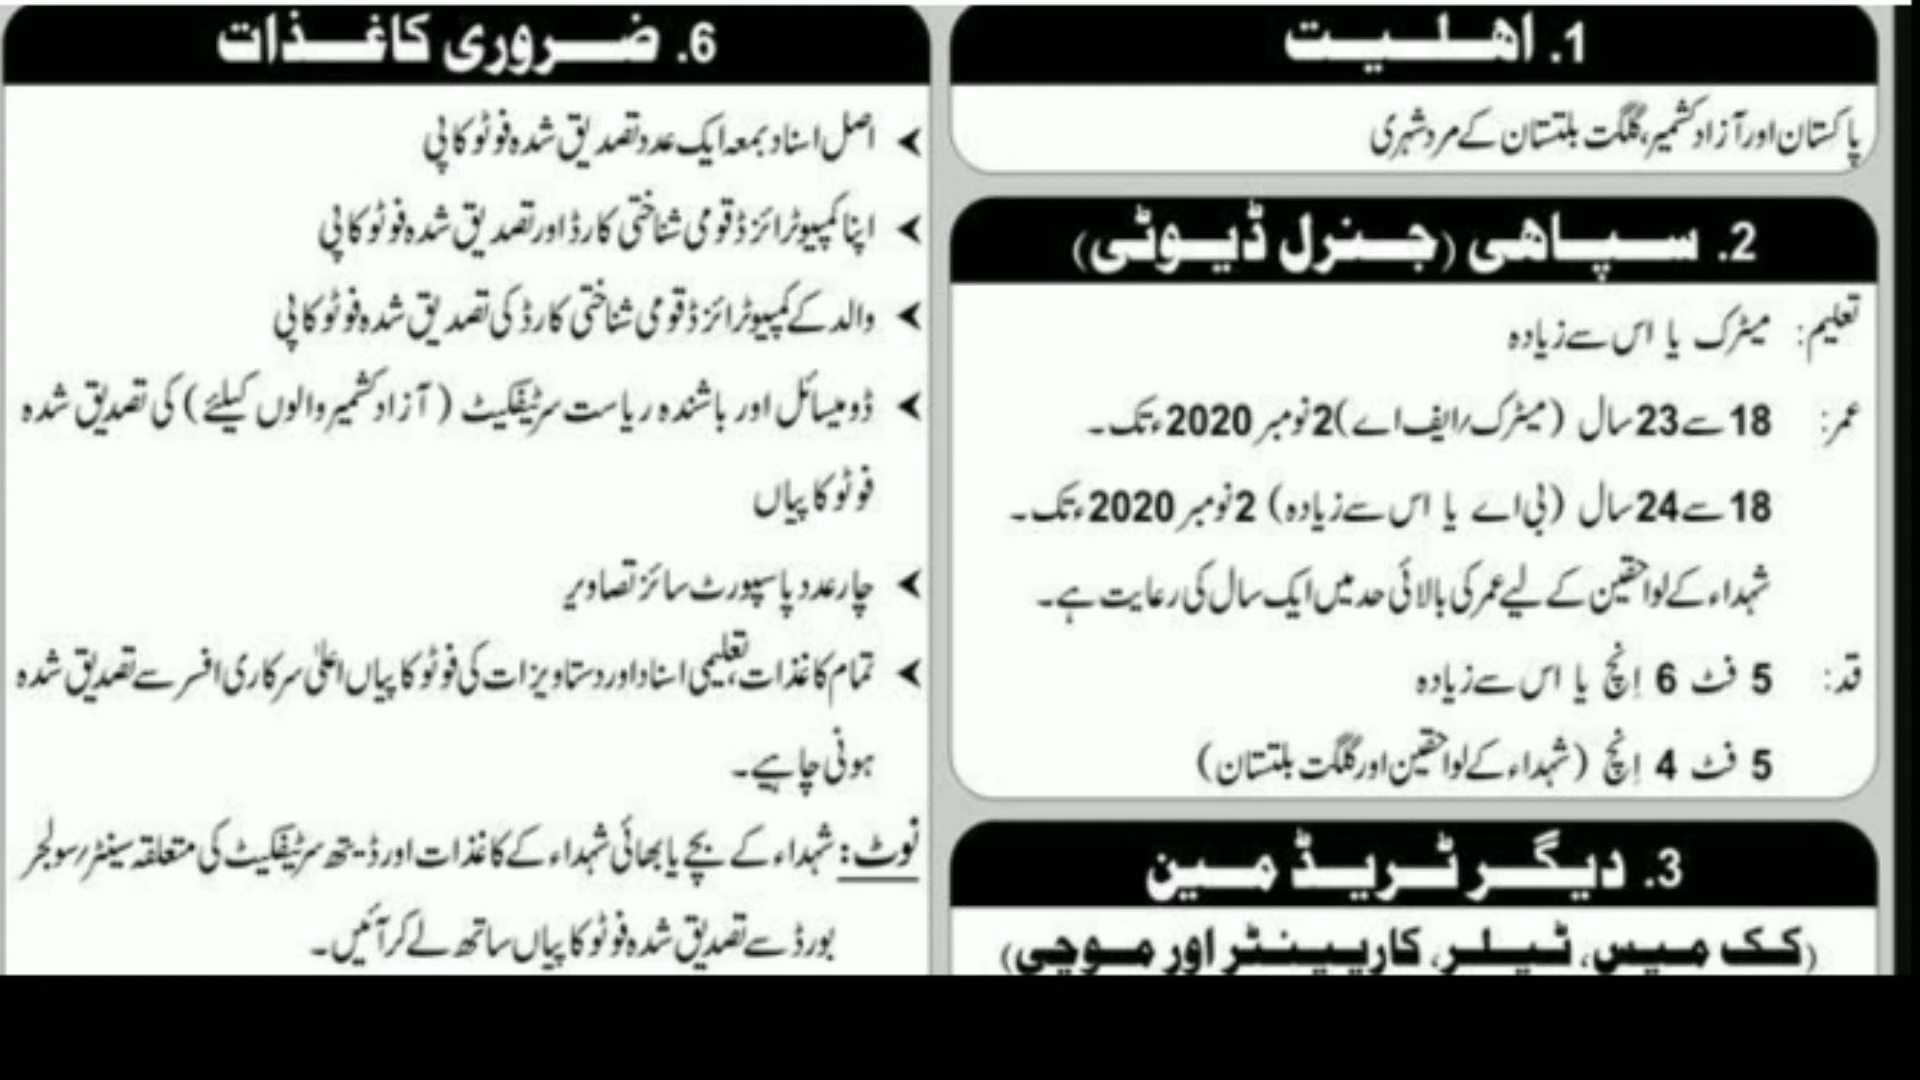 1. اهلیت
پاکستان اور آزاد کشمیر، گلگت بلتستان کے مرد شہری
2. سپاهی (جنرل ڈیوٹی)
تعلیم: میٹرک یا اس سے زیادہ
عمر: 18 سے 23 سال (میٹرک/ایف اے) 2 نومبر 2020ء تک۔
18 سے 24 سال (بی اے یا اس سے زیادہ) 2 نومبر 2020ء تک۔
شہداء کے لواحقین کے لیے عمر کی بالائی حد میں ایک سال کی رعایت ہے۔
قد: 5 فٹ 6 اِنچ یا اس سے زیادہ
5 فٹ 4 اِنچ (شہداء کے لواحقین اور گلگت بلتستان)
3. دیگر ٹریڈ مین
(کک میس، ٹیلر، کارپینٹر اور موچی)
6. ضروری کاغذات
اصل اسناد بمعہ ایک عدد تصدیق شدہ فوٹو کاپی
اپنا کمپیوٹرائزڈ قومی شناختی کارڈ اور تصدیق شدہ فوٹو کاپی
والد کے کمپیوٹرائزڈ قومی شناختی کارڈ کی تصدیق شدہ فوٹو کاپی
ڈومیسائل اور باشندہ ریاست سرٹیفکیٹ (آزاد کشمیر والوں کیلئے) کی تصدیق شدہ
فوٹو کاپیاں
چار عدد پاسپورٹ سائز تصاویر
تمام کاغذات، تعلیمی اسناد اور دستاویزات کی فوٹو کاپیاں اعلیٰ سرکاری افسر سے تصدیق شدہ
ہونی چاہیے۔
نوٹ: شہداء کے بچے یا بھائی شہداء کے کاغذات اور ڈیتھ سرٹیفکیٹ کی متعلقہ سینٹر/سولجر
بورڈ سے تصدیق شدہ فوٹو کاپیاں ساتھ لے کر آئیں۔